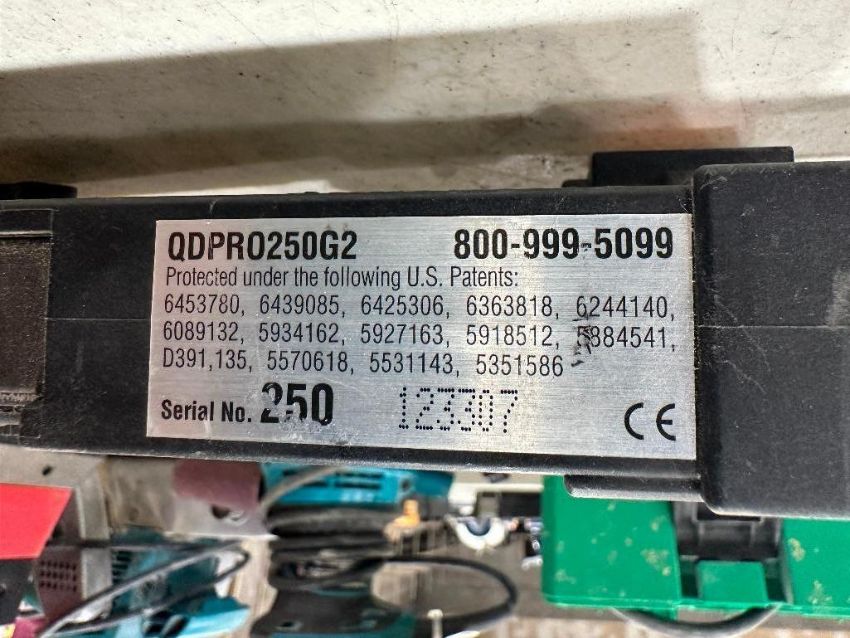 QDPRO250G2 800-999-5099
Protected under the following U.S. Patents:
6453780, 6439085, 6425306, 6363818, 6244140,
6089132, 5934162, 5927163, 5918512,
D391,135, 5570618, 5531143, 5351586
Serial No. 250 123307 CE